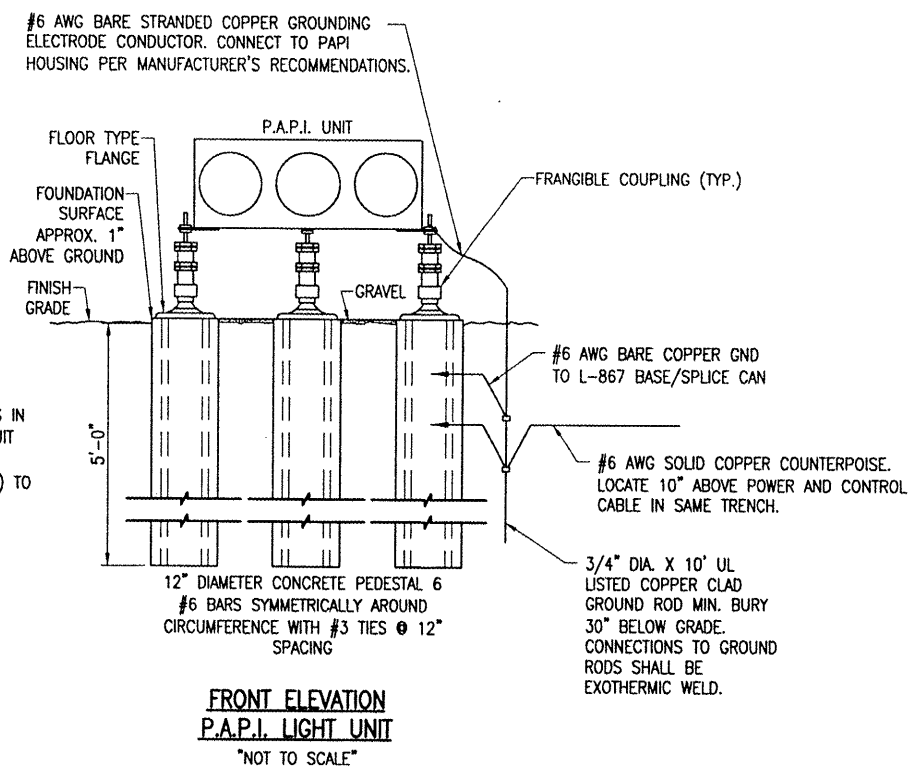 #6 AWG BARE STRANDED COPPER GROUNDING
ELECTRODE CONDUCTOR. CONNECT TO PAPI
HOUSING PER MANUFACTURER'S RECOMMENDATIONS.
P.A.P.I. UNIT
FLOOR TYPE
FLANGE
FOUNDATION
SURFACE
APPROX. 1"
ABOVE GROUND
FINISH
GRADE
FRANGIBLE COUPLING (TYP.)
GRAVEL
#6 AWG BARE COPPER GND
TO L-867 BASE/SPLICE CAN
IN
) TO
5'-0"
#6 AWG SOLID COPPER COUNTERPOISE.
LOCATE 10" ABOVE POWER AND CONTROL
CABLE IN SAME TRENCH.
12" DIAMETER CONCRETE PEDESTAL 6
#6 BARS SYMMETRICALLY AROUND
CIRCUMFERENCE WITH #3 TIES @ 12"
SPACING
3/4" DIA. X 10' UL
LISTED COPPER CLAD
GROUND ROD MIN. BURY
30" BELOW GRADE.
CONNECTIONS TO GROUND
RODS SHALL BE
EXOTHERMIC WELD.
FRONT ELEVATION
P.A.P.I. LIGHT UNIT
"NOT TO SCALE"